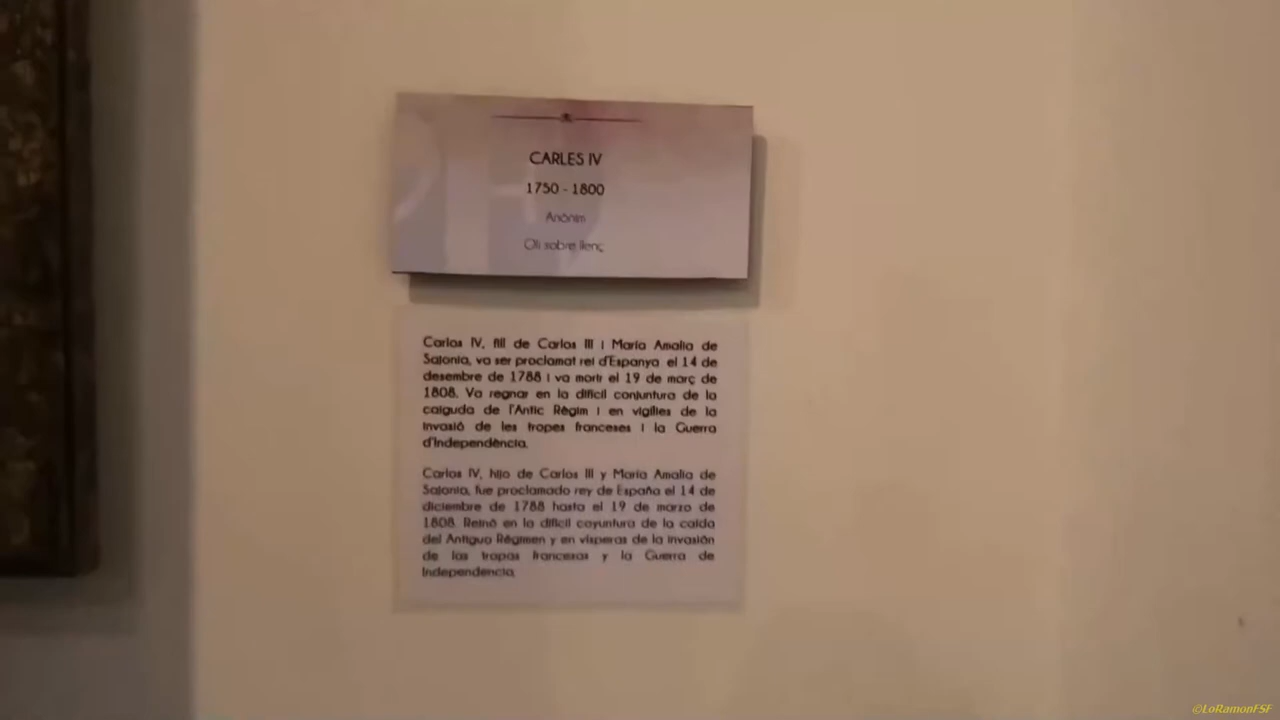 CARLES IV
1750 - 1800
Anònim
Oli sobre llenç
Carlos IV, fill de Carlos III i María Amalia de
Sajonia, va ser proclamat rei d'Espanya el 14 de
desembre de 1788 i va morir el 19 de març de
1808. Va regnar en la difícil conjuntura de la
caiguda de l'Antic Règim i en vigílies de la
invasió de les tropes franceses i la Guerra
d'Independència.
Carlos IV, hijo de Carlos III y María Amalia de
Sajonia, fue proclamado rey de España el 14 de
diciembre de 1788 hasta el 19 de marzo de
1808. Reinó en la difícil coyuntura de la caída
del Antiguo Régimen y en vísperas de la invasión
de las tropas francesas y la Guerra de
Independencia.
©LoRamonFSF